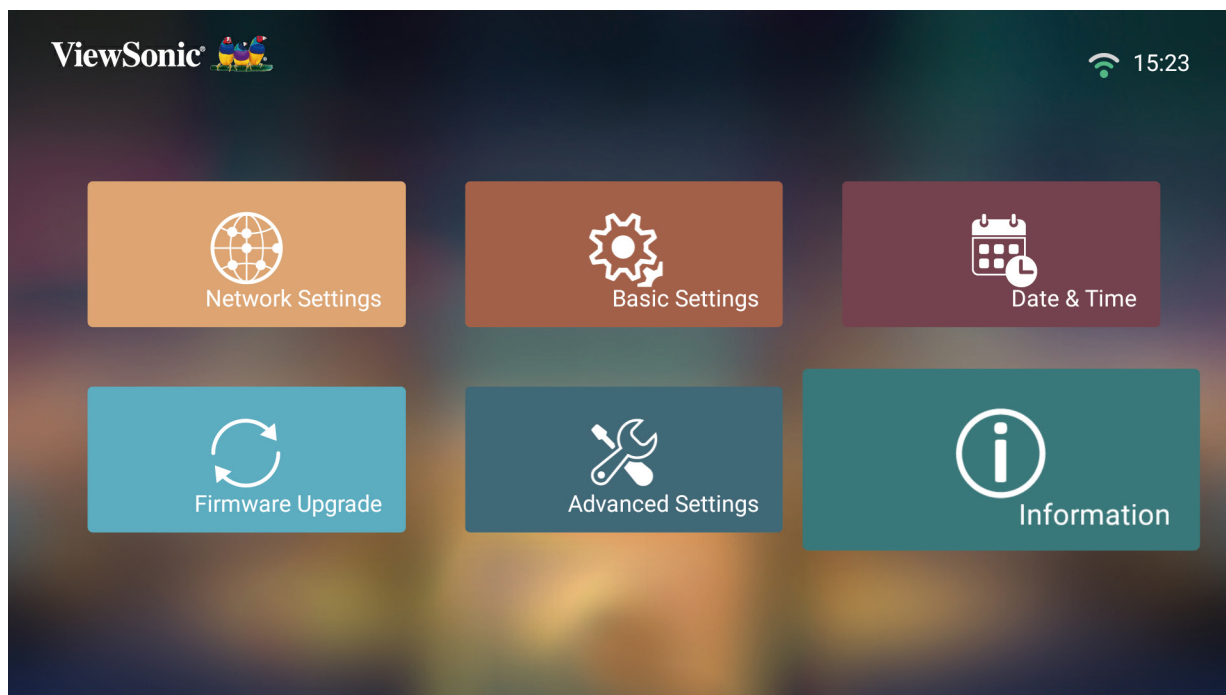 ViewSonic®
15:23
Network Settings
Basic Settings
Date & Time
Firmware Upgrade
Advanced Settings
Information